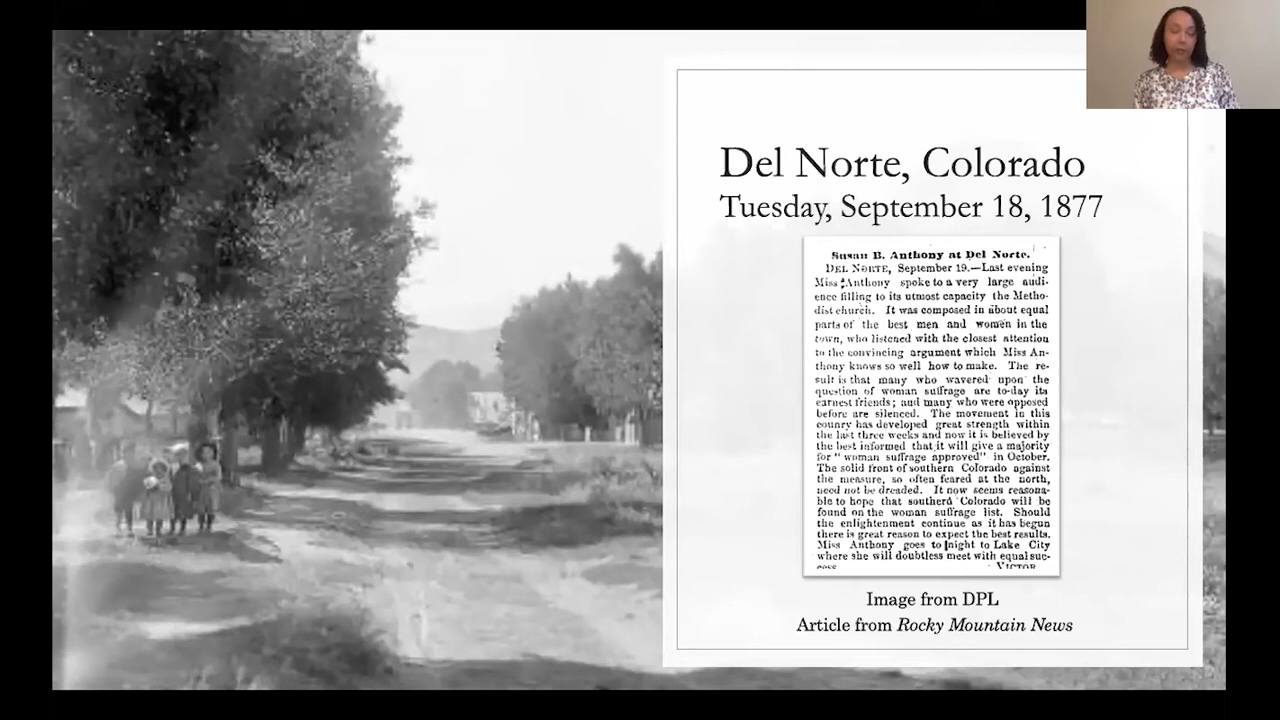 Del Norte, Colorado
Tuesday, September 18, 1877
Susan B. Anthony at Del Norte.
DEL NORTE, September 19.—Last evening
Miss Anthony spoke to a very large audi-
ence filling to its utmost capacity the Metho-
dist church. It was composed in about equal
parts of the best men and women in the
town, who listened with the closest attention
to the convincing argument which Miss An-
thony knows so well how to make. The re-
sult is that many who wavered upon the
question of woman suffrage are to-day its
earnest friends; and many who were opposed
before are silenced. The movement in this
county has developed great strength within
the last three weeks and now it is believed by
the best informed that it will give a majority
for "woman suffrage approved" in October.
The solid front of southern Colorado against
the measure, so often feared at the north,
need not be dreaded. It now seems reasona-
ble to hope that southern Colorado will be
found on the woman suffrage list. Should
the enlightenment continue as it has begun
there is great reason to expect the best results.
Miss Anthony goes to night to Lake City
where she will doubtless meet with equal suc-
cess. VICTOR.
Image from DPL
Article from Rocky Mountain News